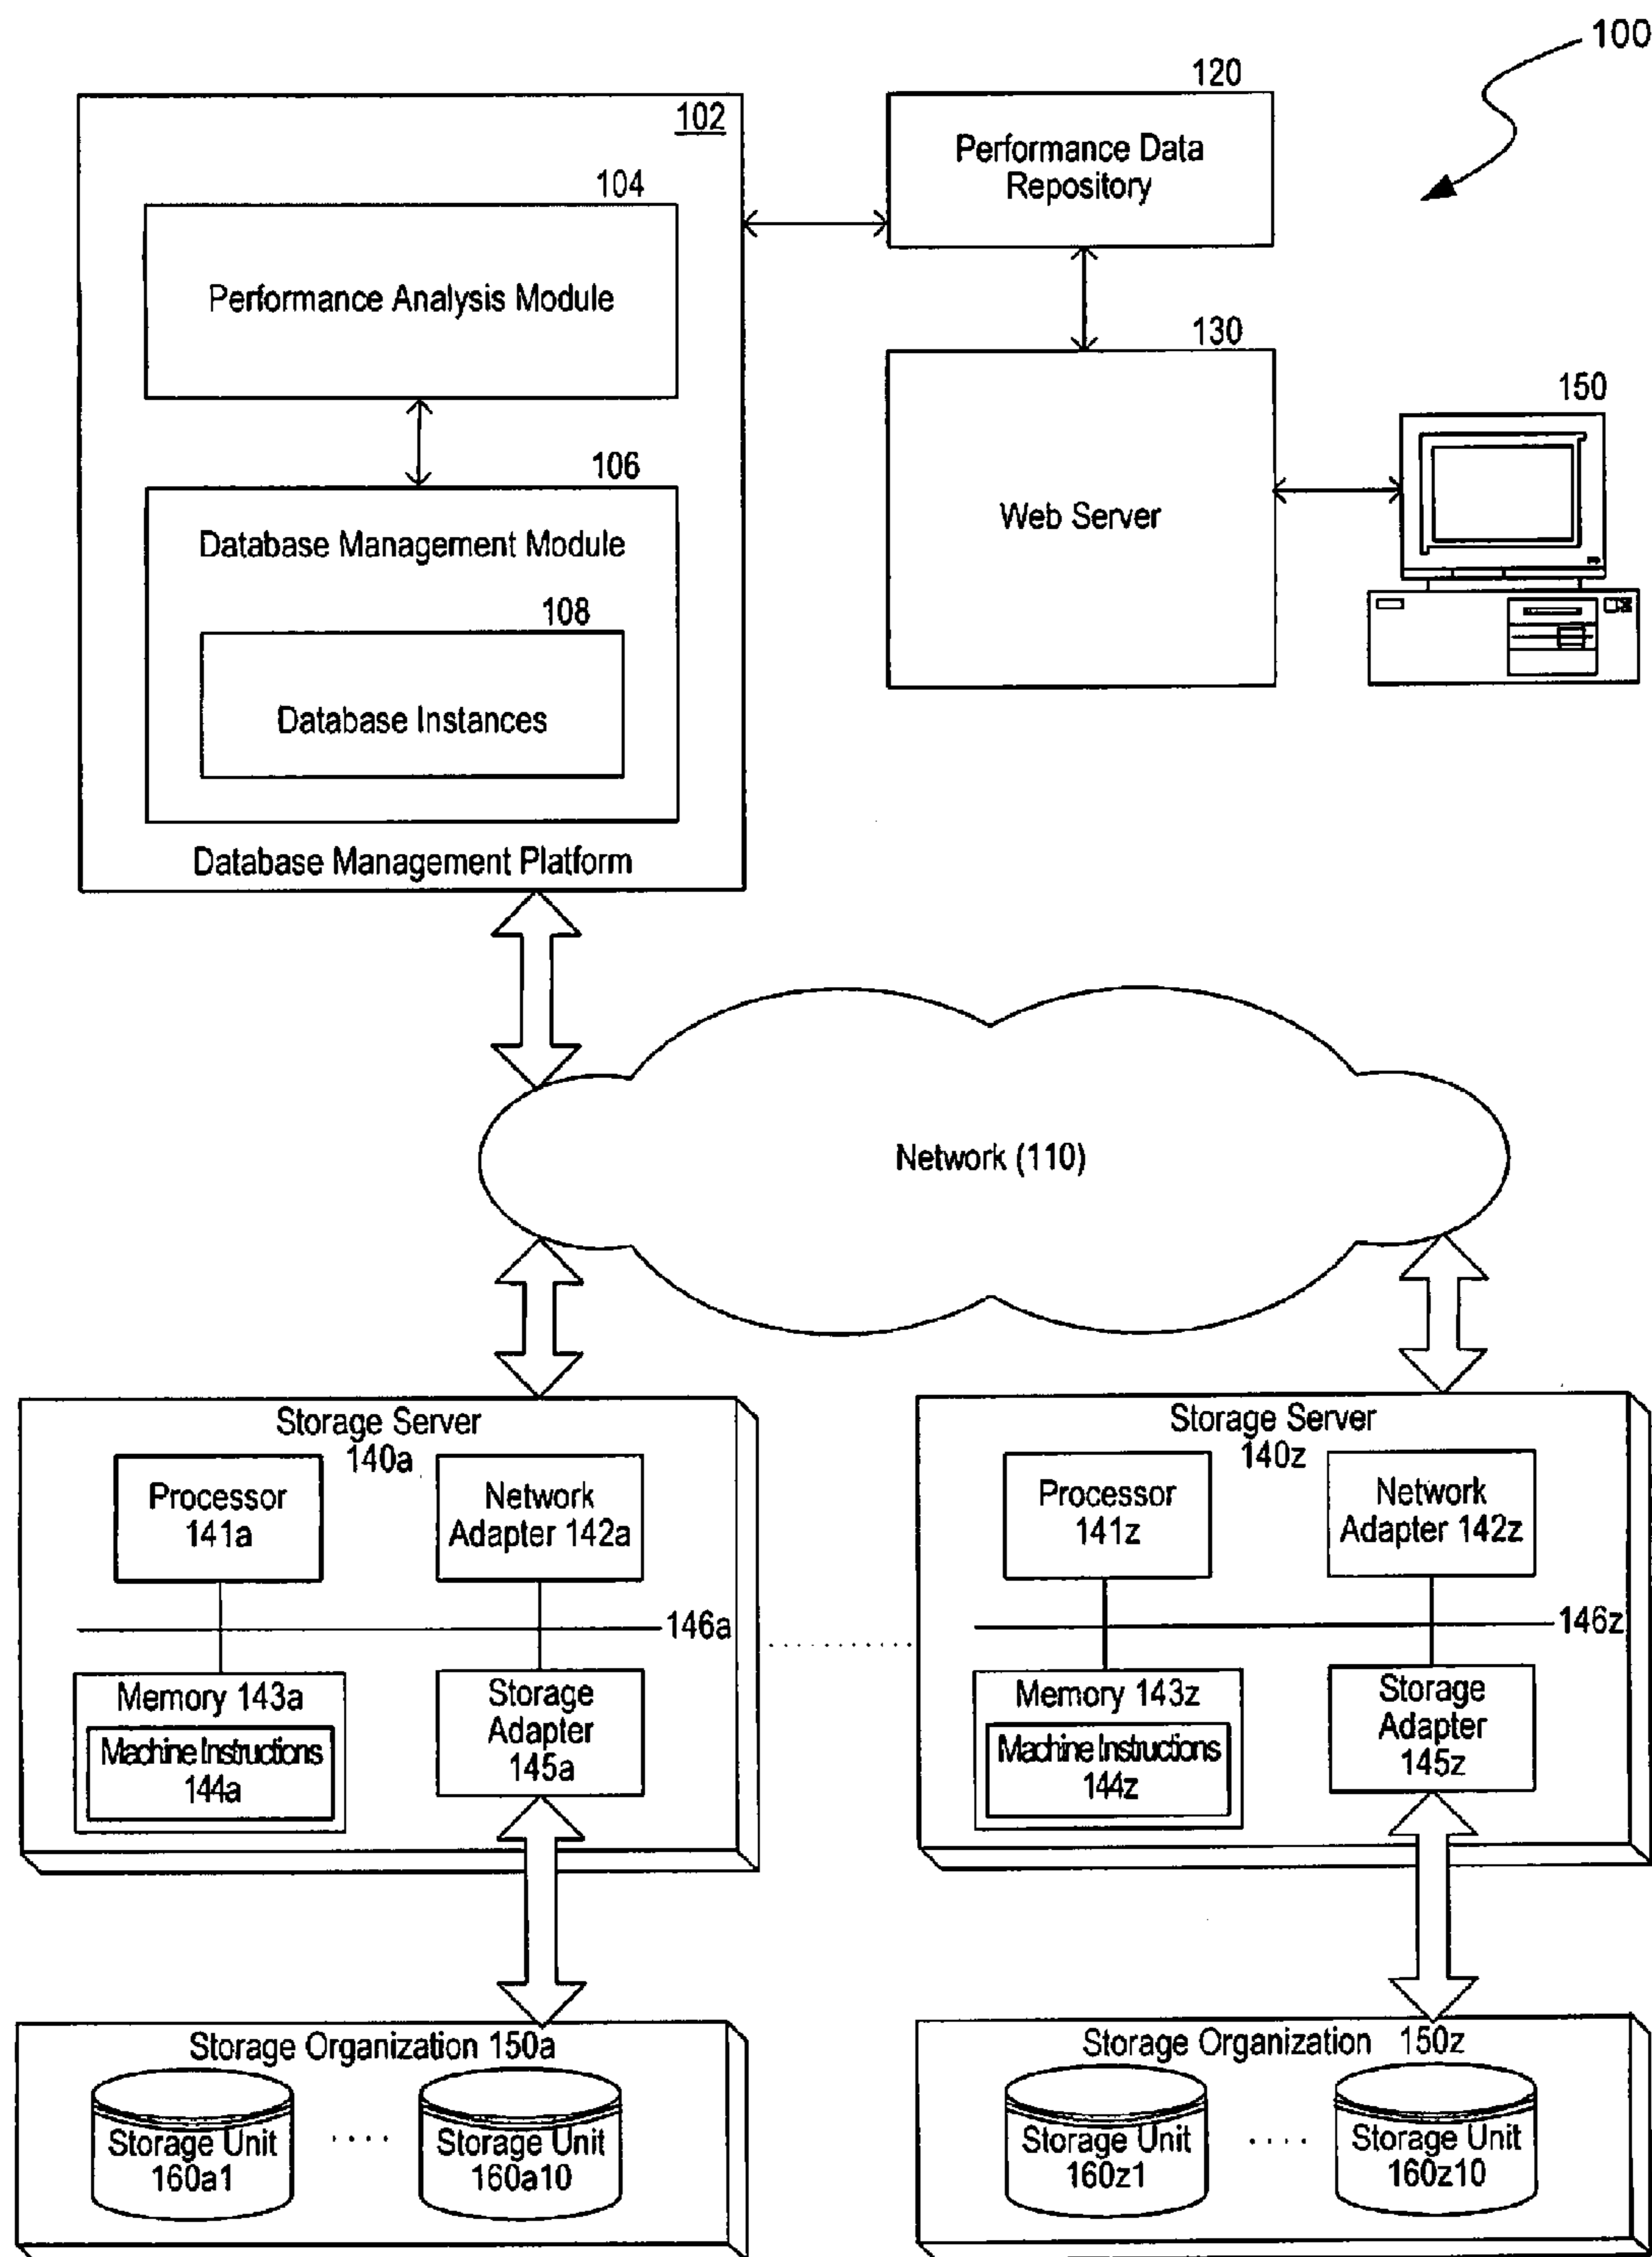 100
102
120
Performance Data
Repository
104
Performance Analysis Module
130
Web Server
150
106
Database Management Module
108
Database Instances
Database Management Platform
Network (110)
Storage Server
140a
Processor
141a
Network
Adapter 142a
146a
Memory 143a
Machine Instructions
144a
Storage
Adapter
145a
Storage Server
140z
Processor
141z
Network
Adapter 142z
146z
Memory 143z
Machine Instructions
144z
Storage
Adapter
145z
Storage Organization 150a
Storage Unit
160a1
Storage Unit
160a10
Storage Organization 150z
Storage Unit
160z1
Storage Unit
160z10